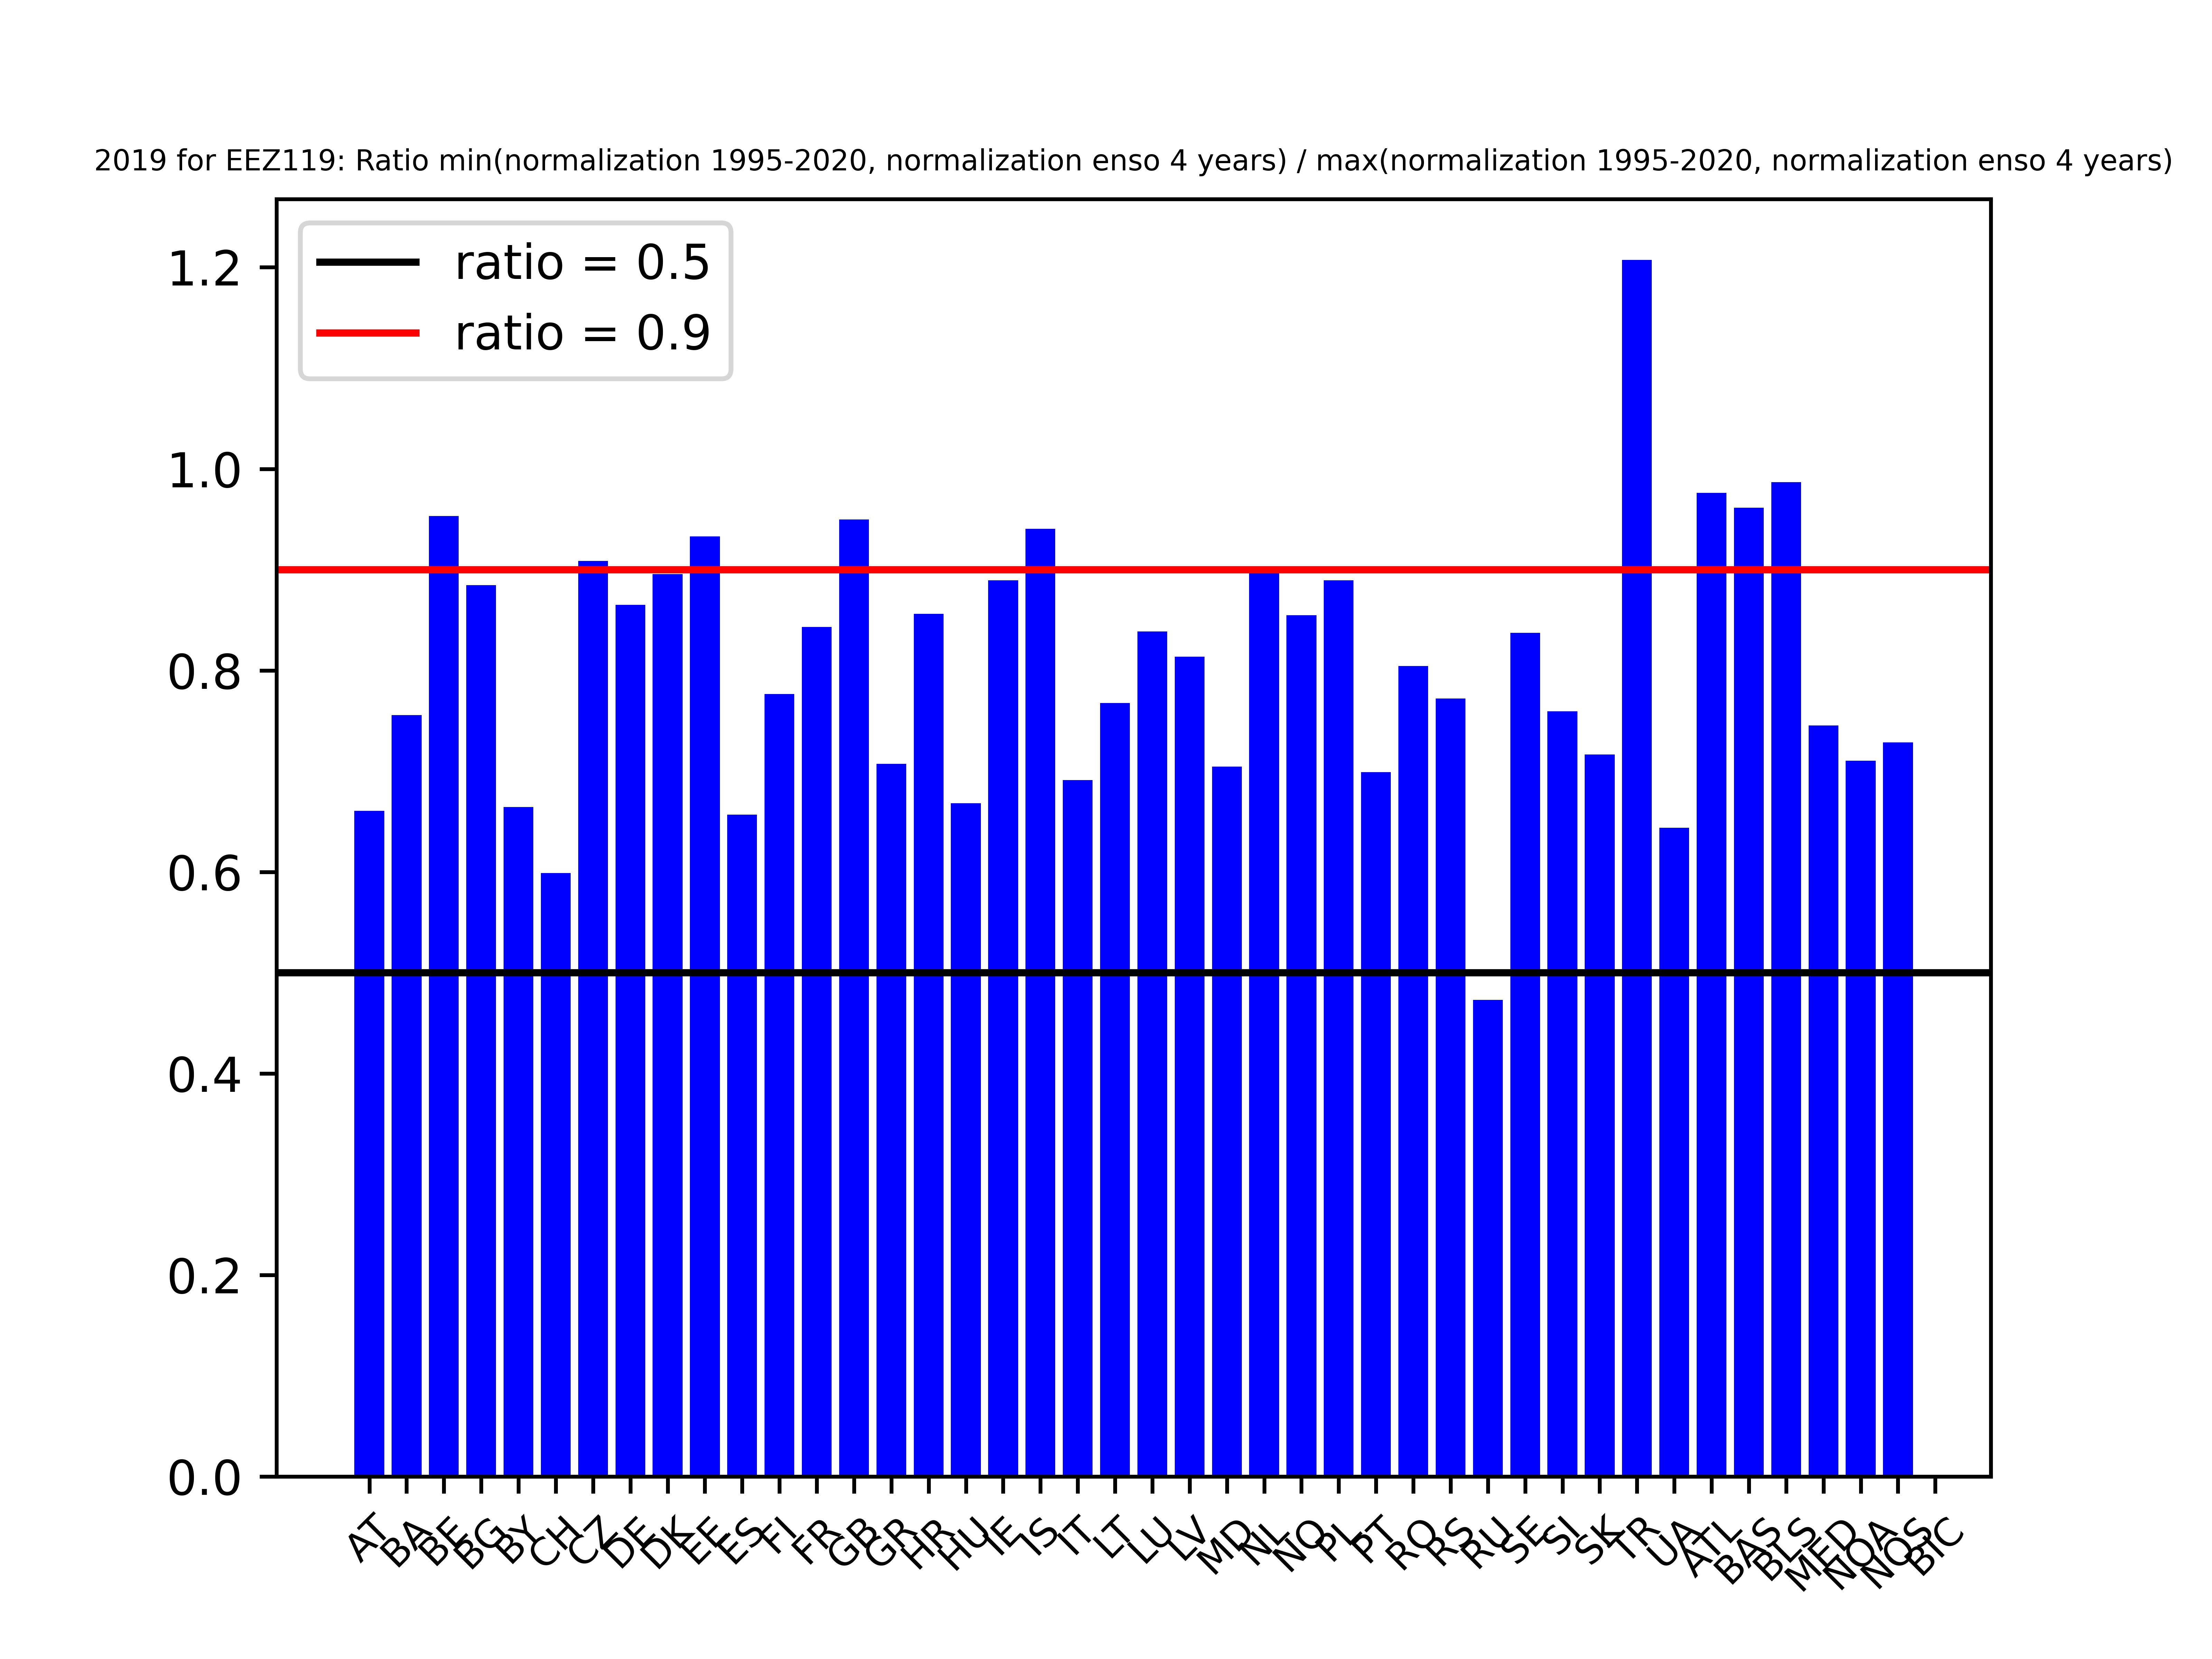 2019 for EEZ119: Ratio min(normalization 1995-2020, normalization enso 4 years) / max(normalization 1995-2020, normalization enso 4 years)
ratio = 0.5
ratio = 0.9
1.2
1.0
0.8
0.6
0.4
0.2
0.0
AT BA BE BG BY CH CZ DE DK EE ES FI FR GB GR HR HU IE IS IT LT LU LV MD NL NO PL PT RO RS RU SE SI SK TR UA ATL BAS BLS MED NOA NOS BIC